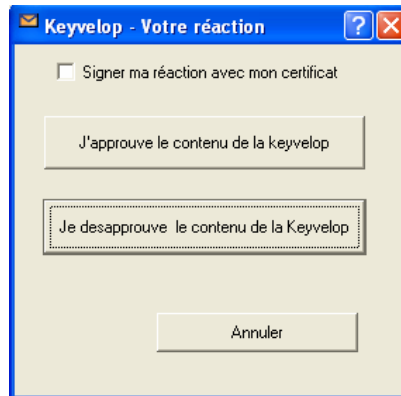 Keyvelop - Votre réaction
Signer ma réaction avec mon certificat
J'approuve le contenu de la keyvelop
Je desapprouve le contenu de la Keyvelop
Annuler